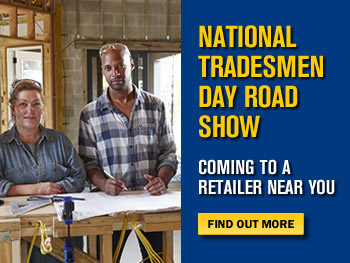 NATIONAL
TRADESMEN
DAY ROAD
SHOW
COMING TO A
RETAILER NEAR YOU
FIND OUT MORE